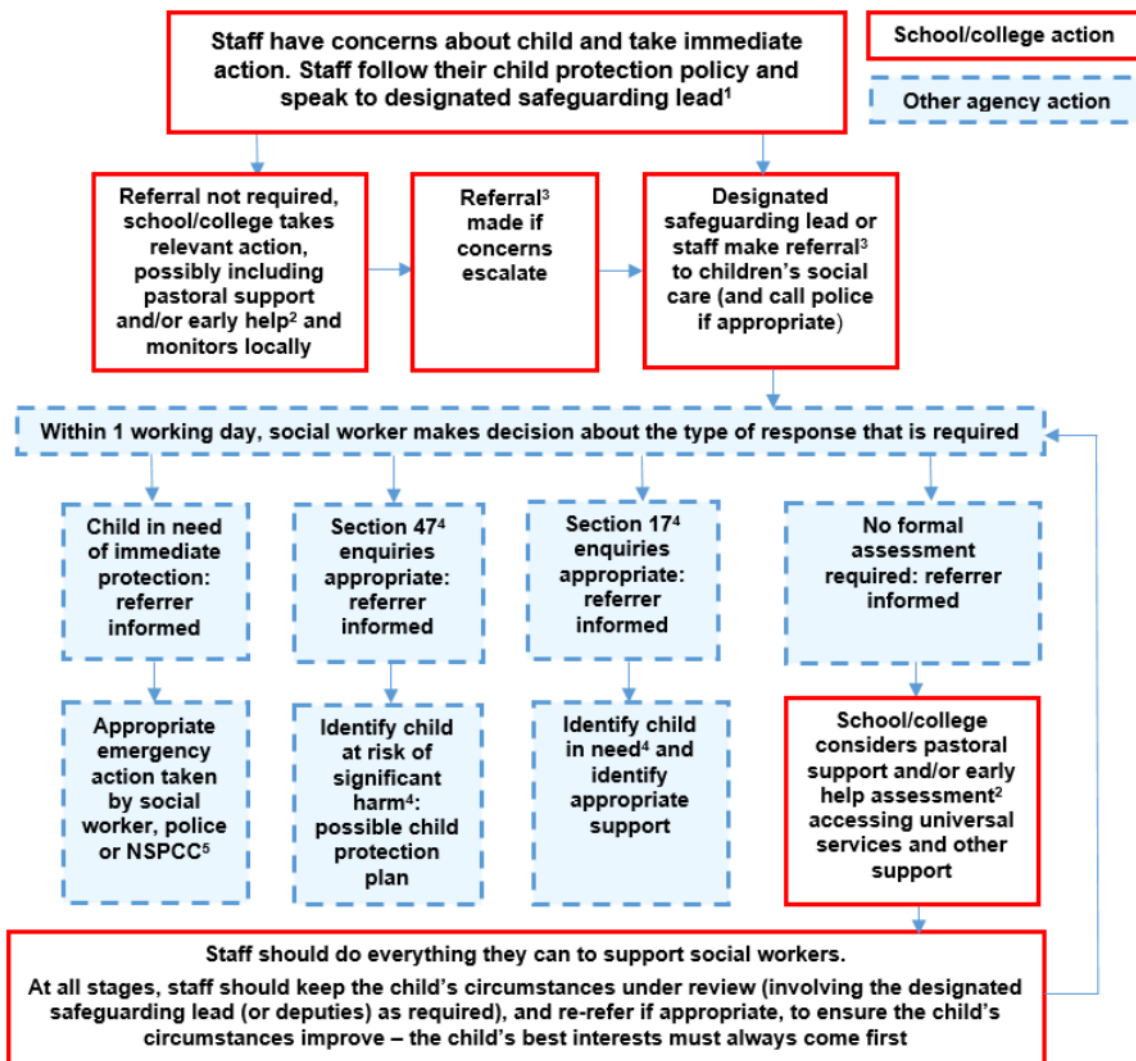 Staff have concerns about child and take immediate
action. Staff follow their child protection policy and
speak to designated safeguarding lead¹
School/college action
Other agency action
Referral not required,
school/college takes
relevant action,
possibly including
pastoral support
and/or early help² and
monitors locally
Referral³
made if
concerns
escalate
Designated
safeguarding lead or
staff make referral³
to children’s social
care (and call police
if appropriate)
Within 1 working day, social worker makes decision about the type of response that is required
Child in need
of immediate
protection:
referrer
informed
Section 47⁴
enquiries
appropriate:
referrer
informed
Section 17⁴
enquiries
appropriate:
referrer
informed
No formal
assessment
required: referrer
informed
Appropriate
emergency
action taken
by social
worker, police
or NSPCC⁵
Identify child
at risk of
significant
harm⁴:
possible child
protection
plan
Identify child
in need⁴ and
identify
appropriate
support
School/college
considers pastoral
support and/or early
help assessment²
accessing universal
services and other
support
Staff should do everything they can to support social workers.
At all stages, staff should keep the child’s circumstances under review (involving the designated
safeguarding lead (or deputies) as required), and re-refer if appropriate, to ensure the child’s
circumstances improve – the child’s best interests must always come first